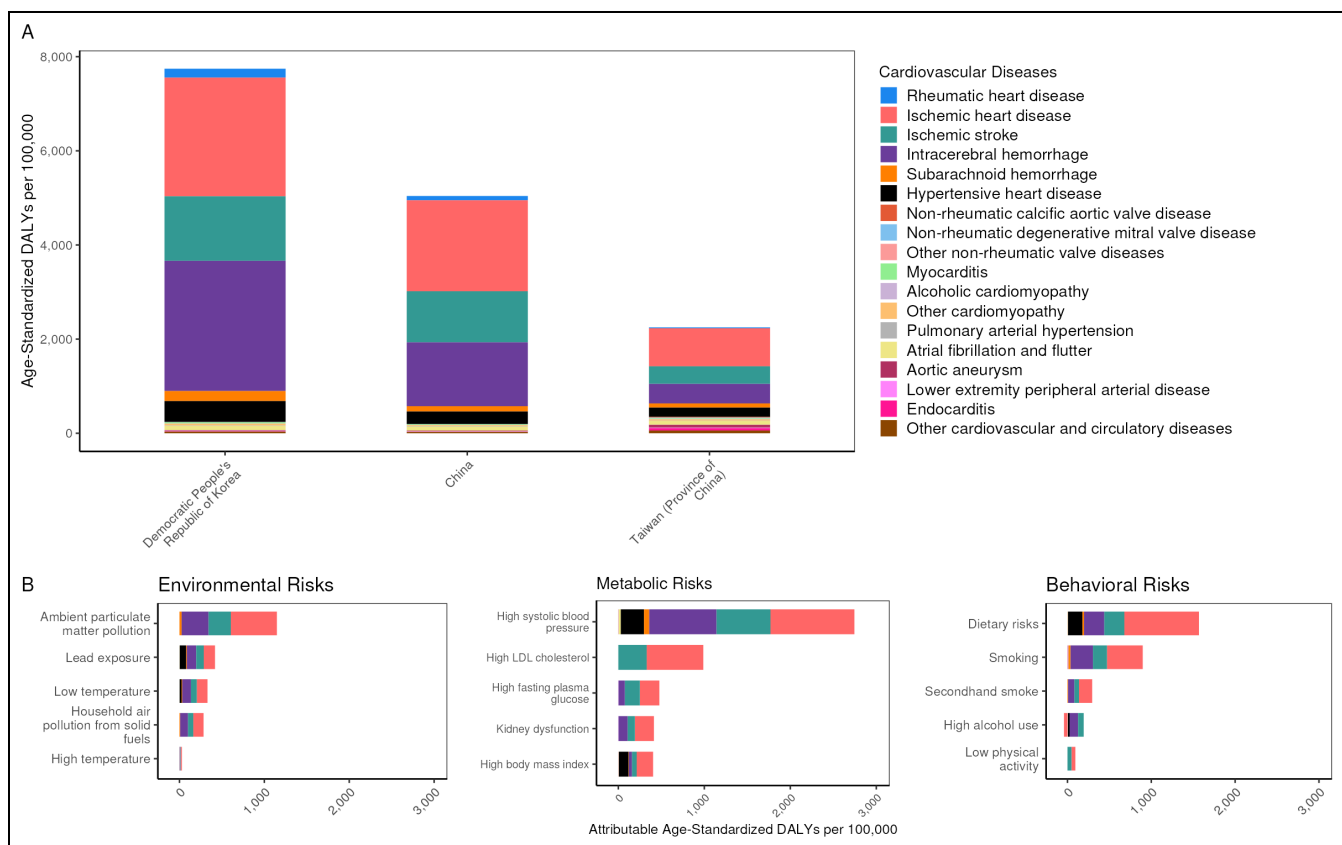 A
Age-Standardized DALYs per 100,000
8,000
6,000
4,000
2,000
0
Democratic People's
Republic of Korea
China
Taiwan (Province of
China)
Cardiovascular Diseases
Rheumatic heart disease
Ischemic heart disease
Ischemic stroke
Intracerebral hemorrhage
Subarachnoid hemorrhage
Hypertensive heart disease
Non-rheumatic calcific aortic valve disease
Non-rheumatic degenerative mitral valve disease
Other non-rheumatic valve diseases
Myocarditis
Alcoholic cardiomyopathy
Other cardiomyopathy
Pulmonary arterial hypertension
Atrial fibrillation and flutter
Aortic aneurysm
Lower extremity peripheral arterial disease
Endocarditis
Other cardiovascular and circulatory diseases
B
Environmental Risks
Ambient particulate
matter pollution
Lead exposure
Low temperature
Household air
pollution from solid
fuels
High temperature
0
1,000
2,000
3,000
Metabolic Risks
High systolic blood
pressure
High LDL cholesterol
High fasting plasma
glucose
Kidney dysfunction
High body mass index
0
1,000
2,000
3,000
Attributable Age-Standardized DALYs per 100,000
Behavioral Risks
Dietary risks
Smoking
Secondhand smoke
High alcohol use
Low physical
activity
0
1,000
2,000
3,000